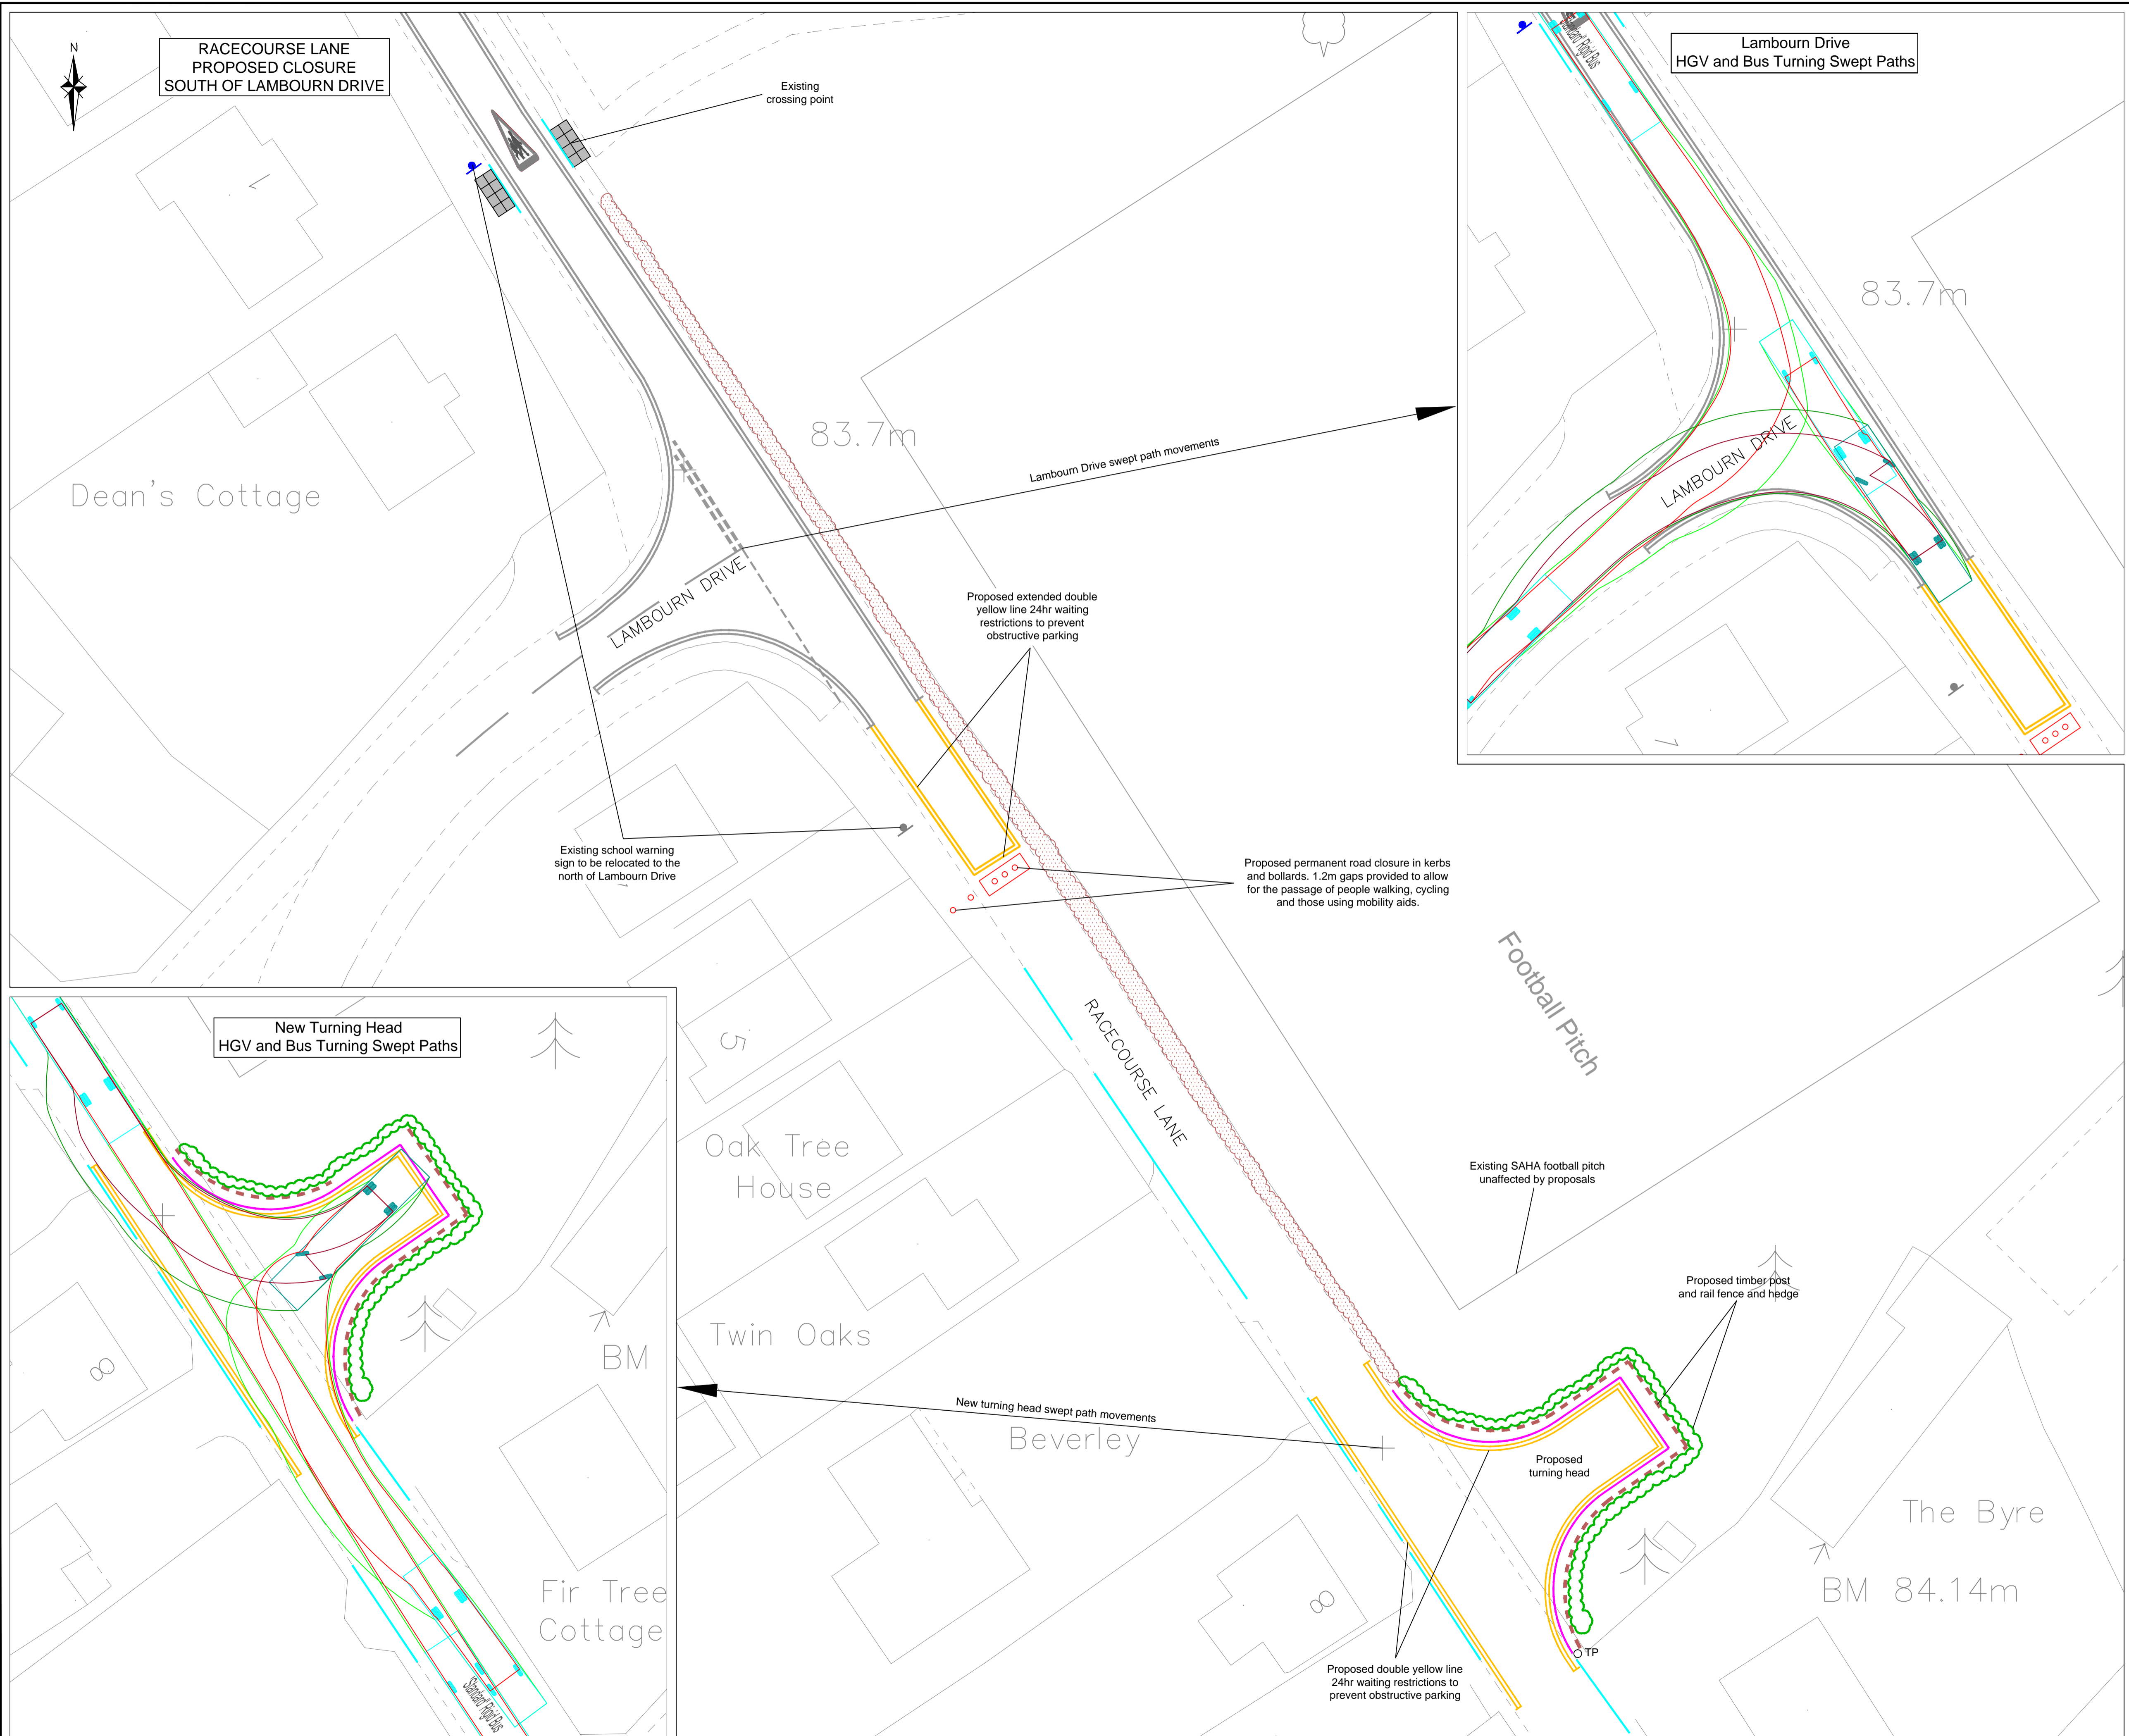 N
RACECOURSE LANE
PROPOSED CLOSURE
SOUTH OF LAMBOURN DRIVE
Existing
crossing point
1
Dean's Cottage
83.7m
Lambourn Drive swept path movements
LAMBOURN DRIVE
Proposed extended double
yellow line 24hr waiting
restrictions to prevent
obstructive parking
Existing school warning
sign to be relocated to the
north of Lambourn Drive
Proposed permanent road closure in kerbs
and bollards. 1.2m gaps provided to allow
for the passage of people walking, cycling
and those using mobility aids.
Lambourn Drive
HGV and Bus Turning Swept Paths
Standard Rigid Bus
83.7m
LAMBOURN DRIVE
Football Pitch
RACECOURSE LANE
5
Oak Tree
House
Twin Oaks
Existing SAHA football pitch
unaffected by proposals
Proposed timber post
and rail fence and hedge
New turning head swept path movements
Beverley
Proposed
turning head
The Byre
BM 84.14m
8
TP
Proposed double yellow line
24hr waiting restrictions to
prevent obstructive parking
New Turning Head
HGV and Bus Turning Swept Paths
BM
8
Fir Tree
Cottage
Standard Rigid Bus